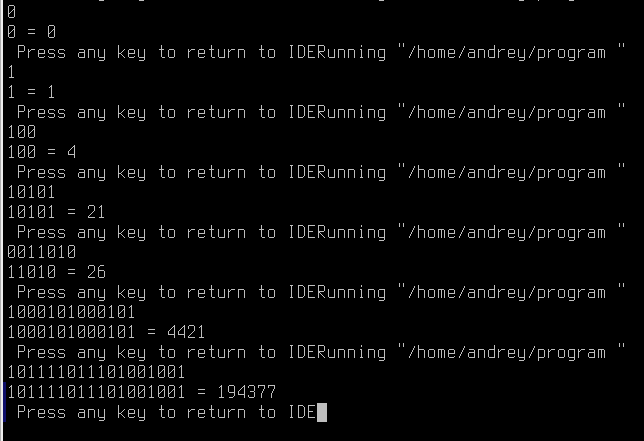 0
0 = 0
Press any key to return to IDERunning "/home/andrey/program "
1
1 = 1
Press any key to return to IDERunning "/home/andrey/program "
100
100 = 4
Press any key to return to IDERunning "/home/andrey/program "
10101
10101 = 21
Press any key to return to IDERunning "/home/andrey/program "
0011010
11010 = 26
Press any key to return to IDERunning "/home/andrey/program "
1000101000101
1000101000101 = 4421
Press any key to return to IDERunning "/home/andrey/program "
101111011101001001
101111011101001001 = 194377
Press any key to return to IDE